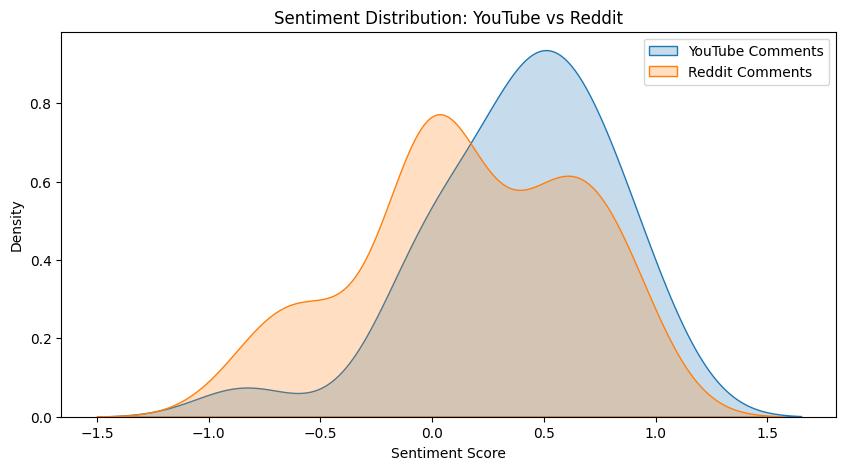 Sentiment Distribution: YouTube vs Reddit
YouTube Comments
Reddit Comments
Density
0.8
0.6
0.4
0.2
0.0
−1.5
−1.0
−0.5
0.0
0.5
1.0
1.5
Sentiment Score